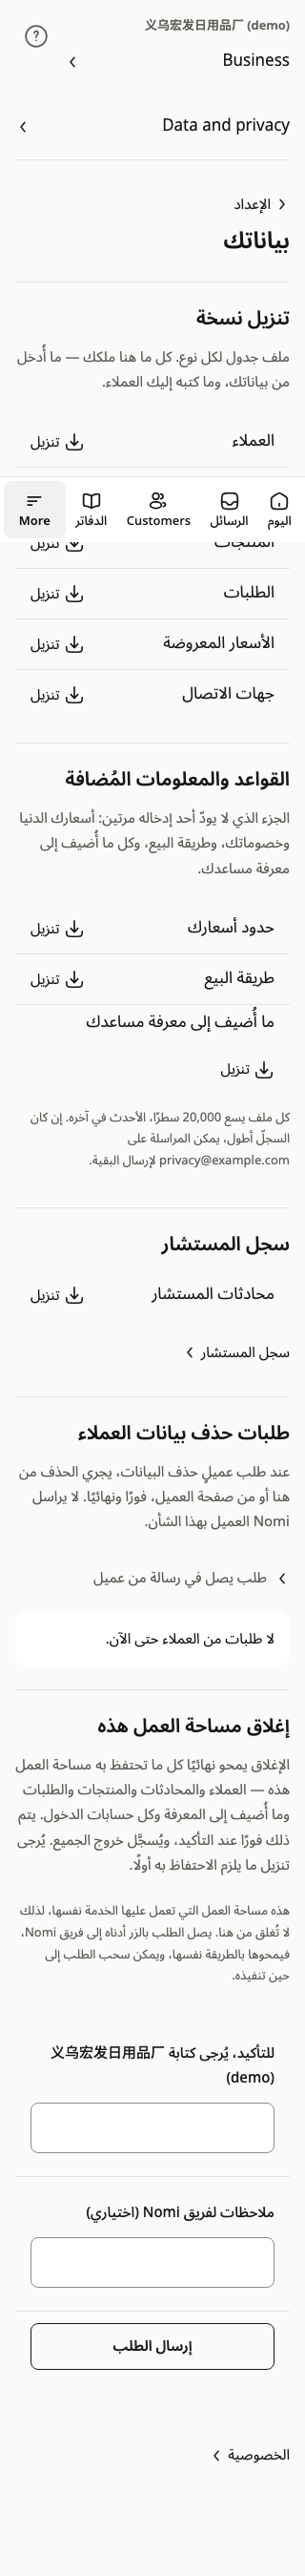 义乌宏发日用品厂 (demo)
Business
Data and privacy
الإعداد
بياناتك
تنزيل نسخة
ملف جدول لكل نوع. كل ما هنا ملكك — ما أُدخل
من بياناتك، وما كتبه إليك العملاء.
العملاء
تنزيل
اليوم
الرسائل
Customers
الدفاتر
More
المنتجات
تنزيل
الطلبات
تنزيل
الأسعار المعروضة
تنزيل
جهات الاتصال
تنزيل
القواعد والمعلومات المُضافة
الجزء الذي لا يودّ أحد إدخاله مرتين: أسعارك الدنيا
وخصوماتك، وطريقة البيع، وكل ما أُضيف إلى
معرفة مساعدك.
حدود أسعارك
تنزيل
طريقة البيع
تنزيل
ما أُضيف إلى معرفة مساعدك
تنزيل
كل ملف يسع 20,000 سطرًا، الأحدث في آخره. إن كان
السجلّ أطول، يمكن المراسلة على
privacy@example.com لإرسال البقية.
سجل المستشار
محادثات المستشار
تنزيل
سجل المستشار
طلبات حذف بيانات العملاء
عند طلب عميلٍ حذف البيانات، يجري الحذف من
هنا أو من صفحة العميل، فورًا ونهائيًا. لا يراسل
Nomi العميل بهذا الشأن.
طلب يصل في رسالة من عميل
لا طلبات من العملاء حتى الآن.
إغلاق مساحة العمل هذه
الإغلاق يمحو نهائيًا كل ما تحتفظ به مساحة العمل
هذه — العملاء والمحادثات والمنتجات والطلبات
وما أُضيف إلى المعرفة وكل حسابات الدخول. يتم
ذلك فورًا عند التأكيد، ويُسجَّل خروج الجميع. يُرجى
تنزيل ما يلزم الاحتفاظ به أولًا.
هذه مساحة العمل التي تعمل عليها الخدمة نفسها، لذلك
لا تُغلق من هنا. يصل الطلب بالزر أدناه إلى فريق Nomi،
فيمحوها بالطريقة نفسها، ويمكن سحب الطلب إلى
حين تنفيذه.
للتأكيد، يُرجى كتابة 义乌宏发日用品厂
(demo)
ملاحظات لفريق Nomi (اختياري)
إرسال الطلب
الخصوصية